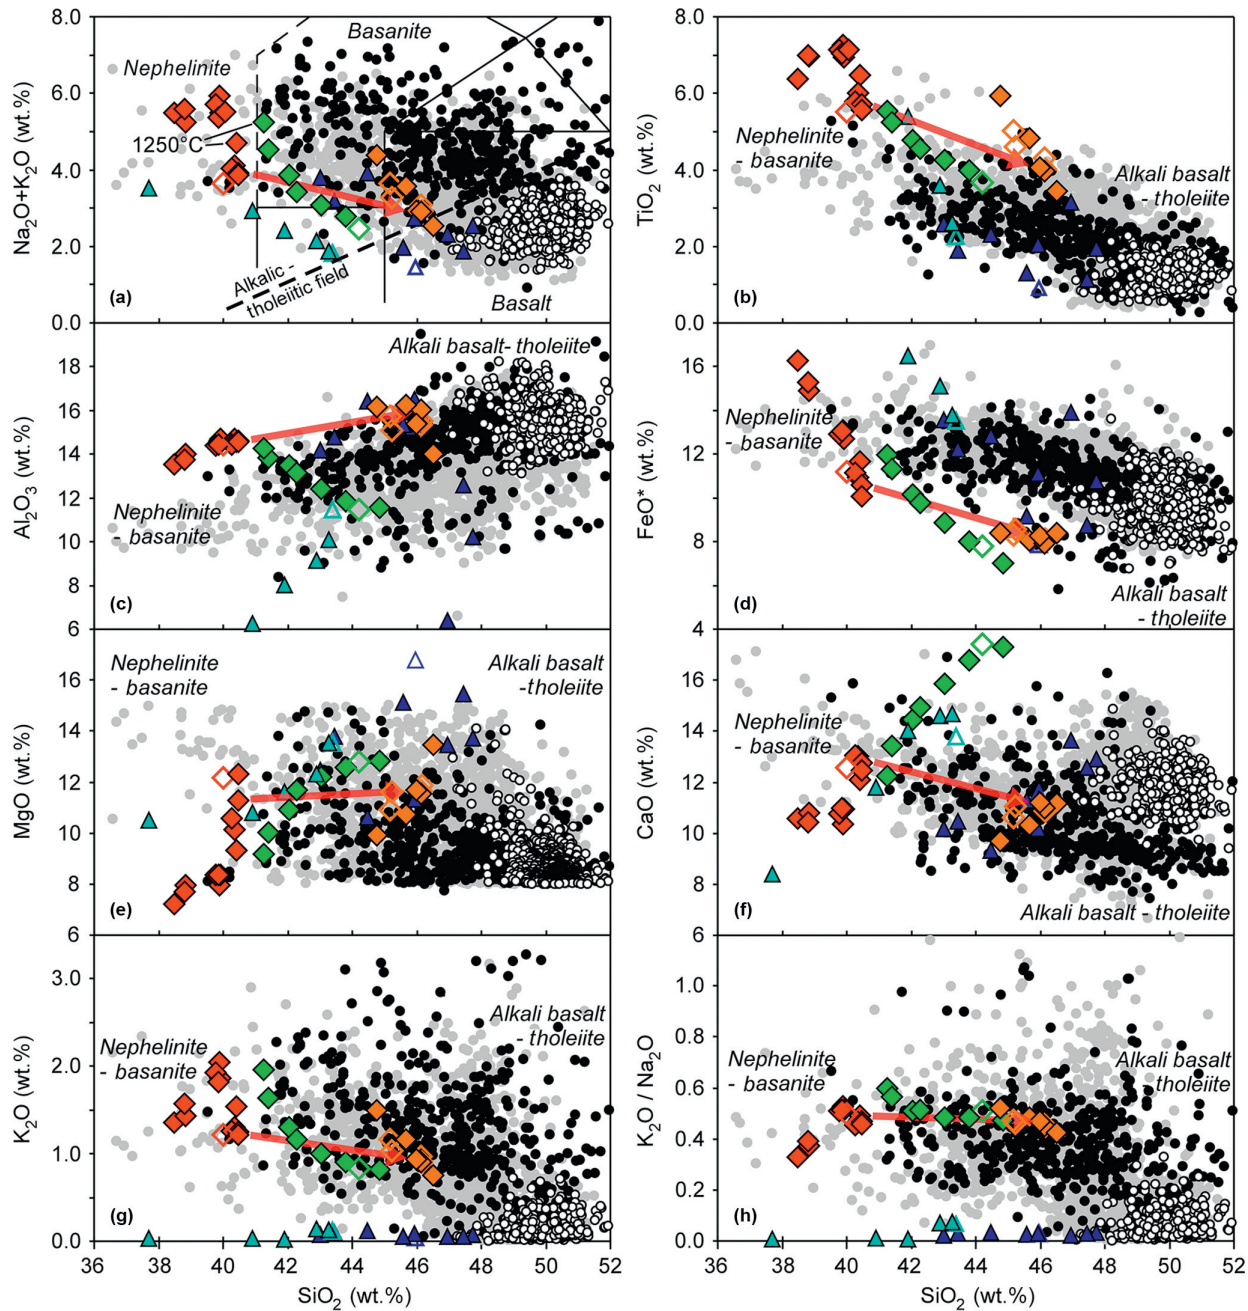 8.0
6.0
4.0
2.0
0.0
Na₂O+K₂O (wt.%)
(a)
Nephelinite
Basanite
1250°C
Alkalic -
tholeiitic field
Basalt
8.0
6.0
4.0
2.0
0.0
TiO₂ (wt.%)
(b)
Nephelinite
- basanite
Alkali basalt
- tholeiite
18
16
14
12
10
8
6
Al₂O₃ (wt.%)
(c)
Alkali basalt- tholeiite
Nephelinite
- basanite
16
12
8
4
FeO* (wt.%)
(d)
Nephelinite
- basanite
Alkali basalt
- tholeiite
16
14
12
10
8
6
MgO (wt.%)
(e)
Nephelinite
- basanite
Alkali basalt
-tholeiite
16
14
12
10
8
6
CaO (wt.%)
(f)
Nephelinite
- basanite
Alkali basalt - tholeiite
3.0
2.0
1.0
0.0
K₂O (wt.%)
(g)
Nephelinite
- basanite
Alkali basalt
- tholeiite
36 38 40 42 44 46 48 50 52
SiO₂ (wt.%)
1.0
0.8
0.6
0.4
0.2
0.0
K₂O / Na₂O
(h)
Nephelinite
- basanite
Alkali basalt
tholeiite
36 38 40 42 44 46 48 50 52
SiO₂ (wt.%)